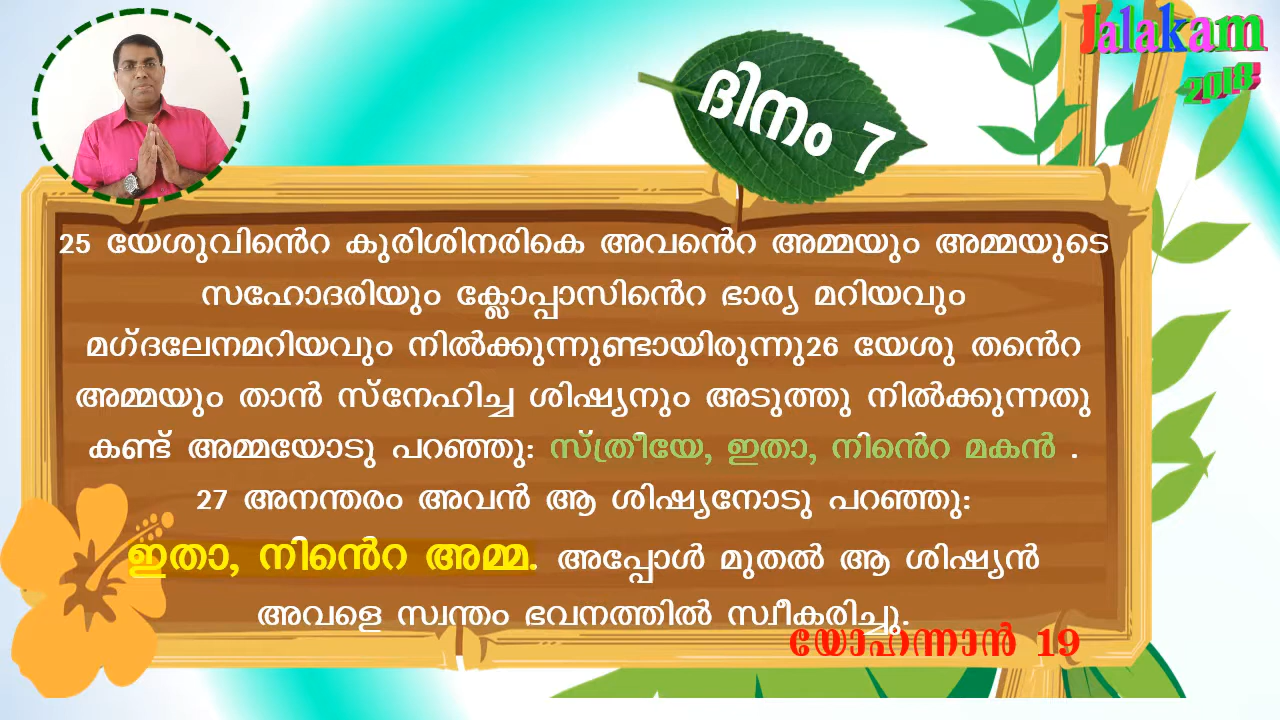 Jalakam
2018
ദിനം 7
25 യേശുവിൻെറ കുരിശിനരികെ അവൻെറ അമ്മയും അമ്മയുടെ
സഹോദരിയും ക്ലോപ്പാസിൻെറ ഭാര്യ മറിയവും
മഗ്ദലേനമറിയവും നിൽക്കുന്നുണ്ടായിരുന്നു26 യേശു തൻെറ
അമ്മയും താൻ സ്നേഹിച്ച ശിഷ്യനും അടുത്തു നിൽക്കുന്നതു
കണ്ട് അമ്മയോടു പറഞ്ഞു: സ്ത്രീയേ, ഇതാ, നിൻെറ മകൻ .
27 അനന്തരം അവൻ ആ ശിഷ്യനോടു പറഞ്ഞു:
ഇതാ, നിൻെറ അമ്മ. അപ്പോൾ മുതൽ ആ ശിഷ്യൻ
അവളെ സ്വന്തം ഭവനത്തിൽ സ്വീകരിച്ചു.
യോഹന്നാൻ 19